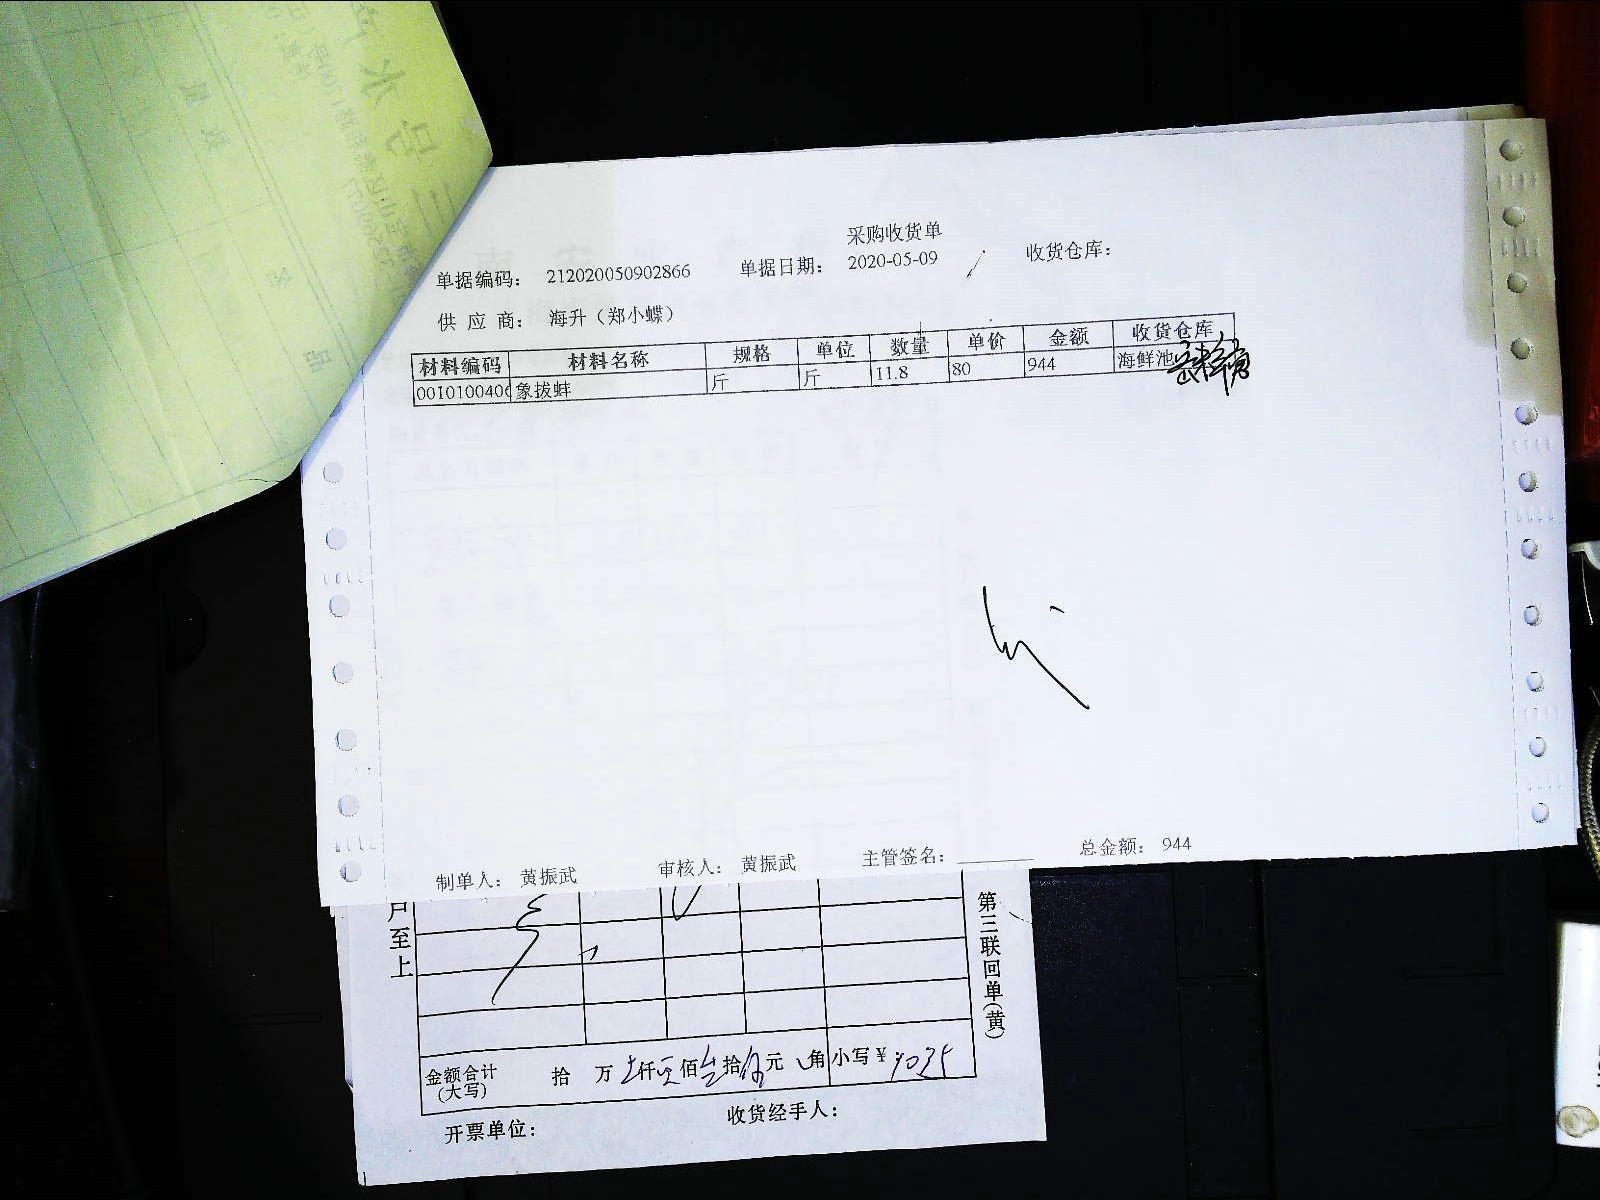 采购收货单
单据编码： 212020050902866 单据日期： 2020-05-09 收货仓库：
供 应 商： 海升（郑小蝶）
材料编码 材料名称 规格 单位 数量 单价 金额 收货仓库
001010040 象拔蚌 斤 斤 11.8 80 944 海鲜池
制单人： 黄振武 审核人： 黄振武 主管签名： 总金额： 944
户至上
第三联回单(黄)
金额合计 拾 万 仟 佰 拾 元 角 小写￥ 1035
(大写)
开票单位： 收货经手人：